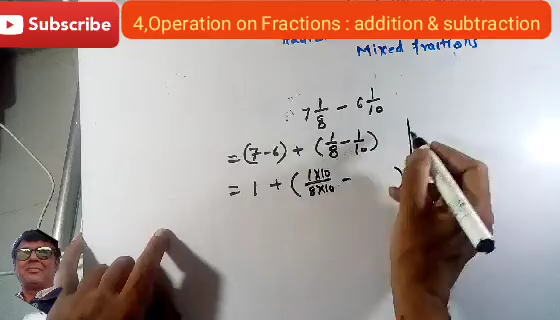 Subscribe
4,Operation on Fractions : addition & subtraction
Mixed fractions
7 1/8 - 6 1/10
= (7-6) + (1/8 - 1/10)
= 1 + (1×10/8×10 - )